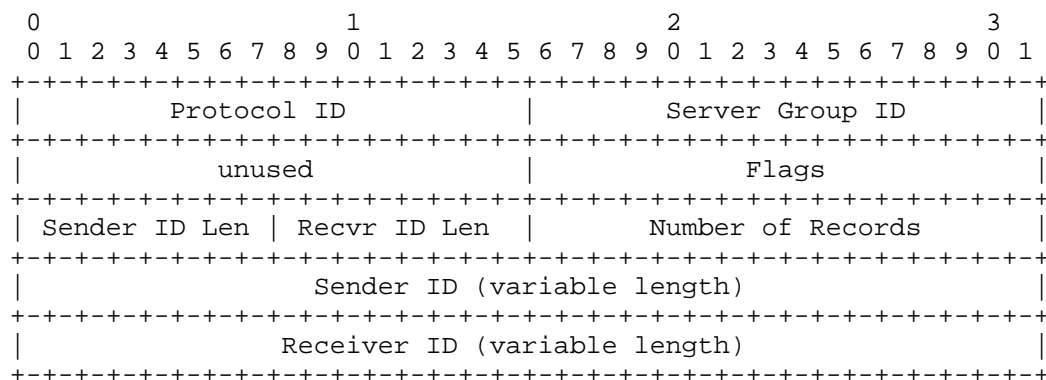 0                   1                   2                   3
 0 1 2 3 4 5 6 7 8 9 0 1 2 3 4 5 6 7 8 9 0 1 2 3 4 5 6 7 8 9 0 1
+-+-+-+-+-+-+-+-+-+-+-+-+-+-+-+-+-+-+-+-+-+-+-+-+-+-+-+-+-+-+-+-+
|         Protocol ID           |        Server Group ID        |
+-+-+-+-+-+-+-+-+-+-+-+-+-+-+-+-+-+-+-+-+-+-+-+-+-+-+-+-+-+-+-+-+
|            unused             |             Flags             |
+-+-+-+-+-+-+-+-+-+-+-+-+-+-+-+-+-+-+-+-+-+-+-+-+-+-+-+-+-+-+-+-+
| Sender ID Len | Recvr ID Len  |       Number of Records       |
+-+-+-+-+-+-+-+-+-+-+-+-+-+-+-+-+-+-+-+-+-+-+-+-+-+-+-+-+-+-+-+-+
|                  Sender ID (variable length)                  |
+-+-+-+-+-+-+-+-+-+-+-+-+-+-+-+-+-+-+-+-+-+-+-+-+-+-+-+-+-+-+-+-+
|                Receiver ID (variable length)                  |
+-+-+-+-+-+-+-+-+-+-+-+-+-+-+-+-+-+-+-+-+-+-+-+-+-+-+-+-+-+-+-+-+